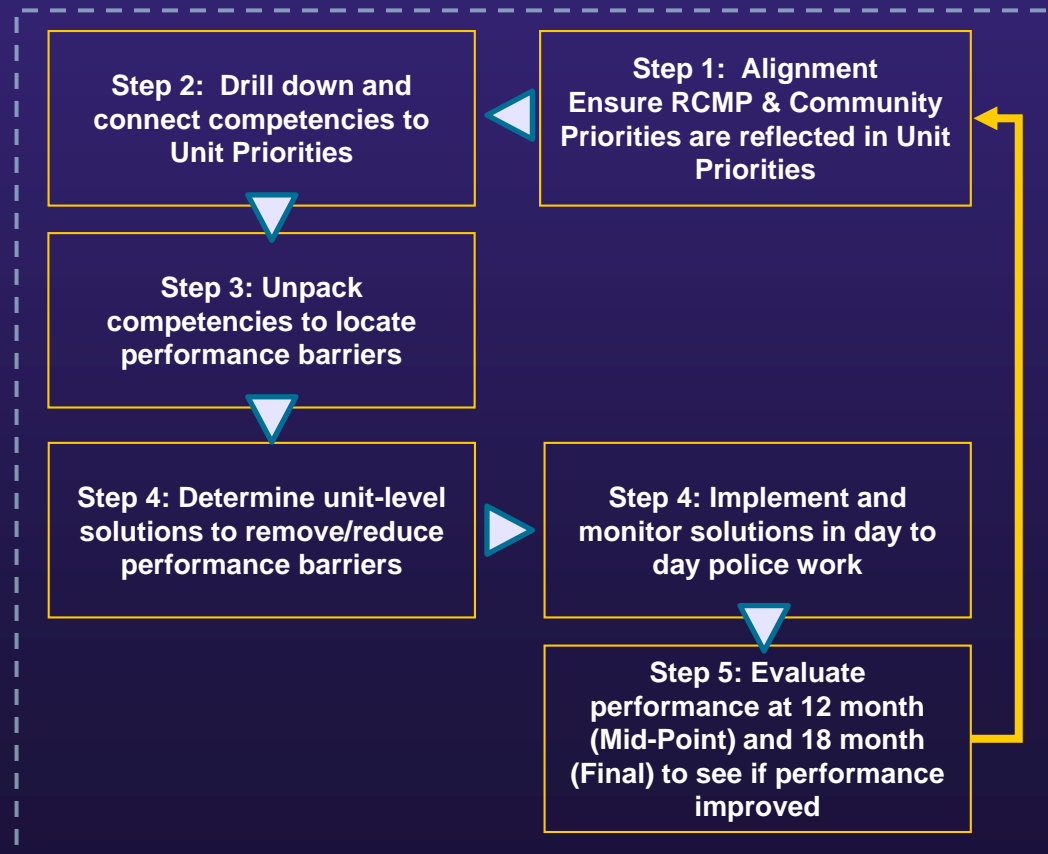 Step 1:  Alignment
Ensure RCMP & Community
Priorities are reflected in Unit
Priorities
Step 2:  Drill down and
connect competencies to
Unit Priorities
Step 3: Unpack
competencies to locate
performance barriers
Step 4: Determine unit-level
solutions to remove/reduce
performance barriers
Step 4: Implement and
monitor solutions in day to
day police work
Step 5: Evaluate
performance at 12 month
(Mid-Point) and 18 month
(Final) to see if performance
improved